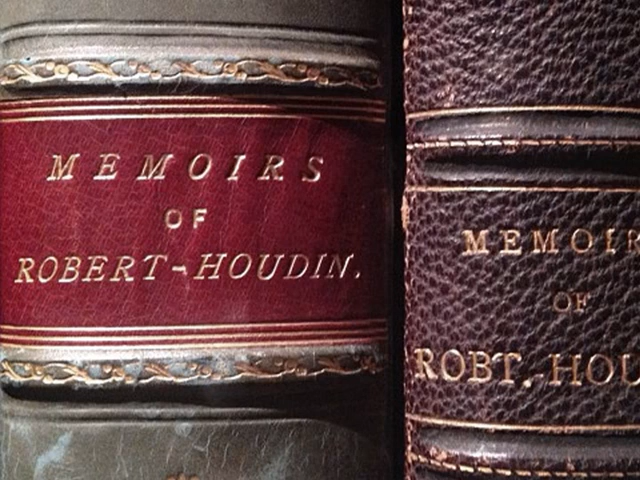 MEMOIRS
OF
ROBERT-HOUDIN.
MEMOIR
OF
ROBT.-HOU